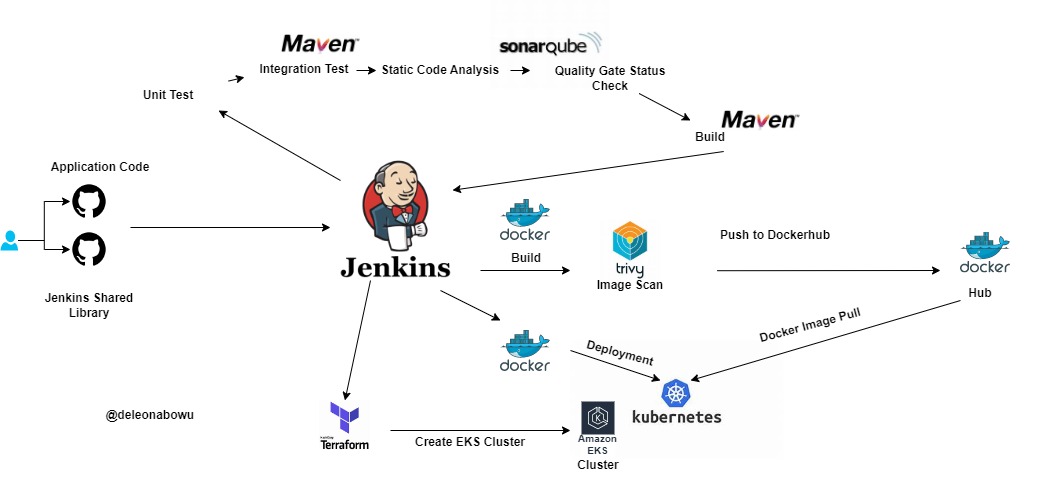 Maven™
sonarqube
Integration Test
Static Code Analysis
Quality Gate Status
Check
Unit Test
Maven™
Build
Application Code
docker
Build
Push to Dockerhub
Jenkins
trivy
Image Scan
docker
Hub
Jenkins Shared
Library
Docker Image Pull
docker
Deployment
kubernetes
@deleonabowu
Terraform
Create EKS Cluster
Amazon
EKS
Cluster